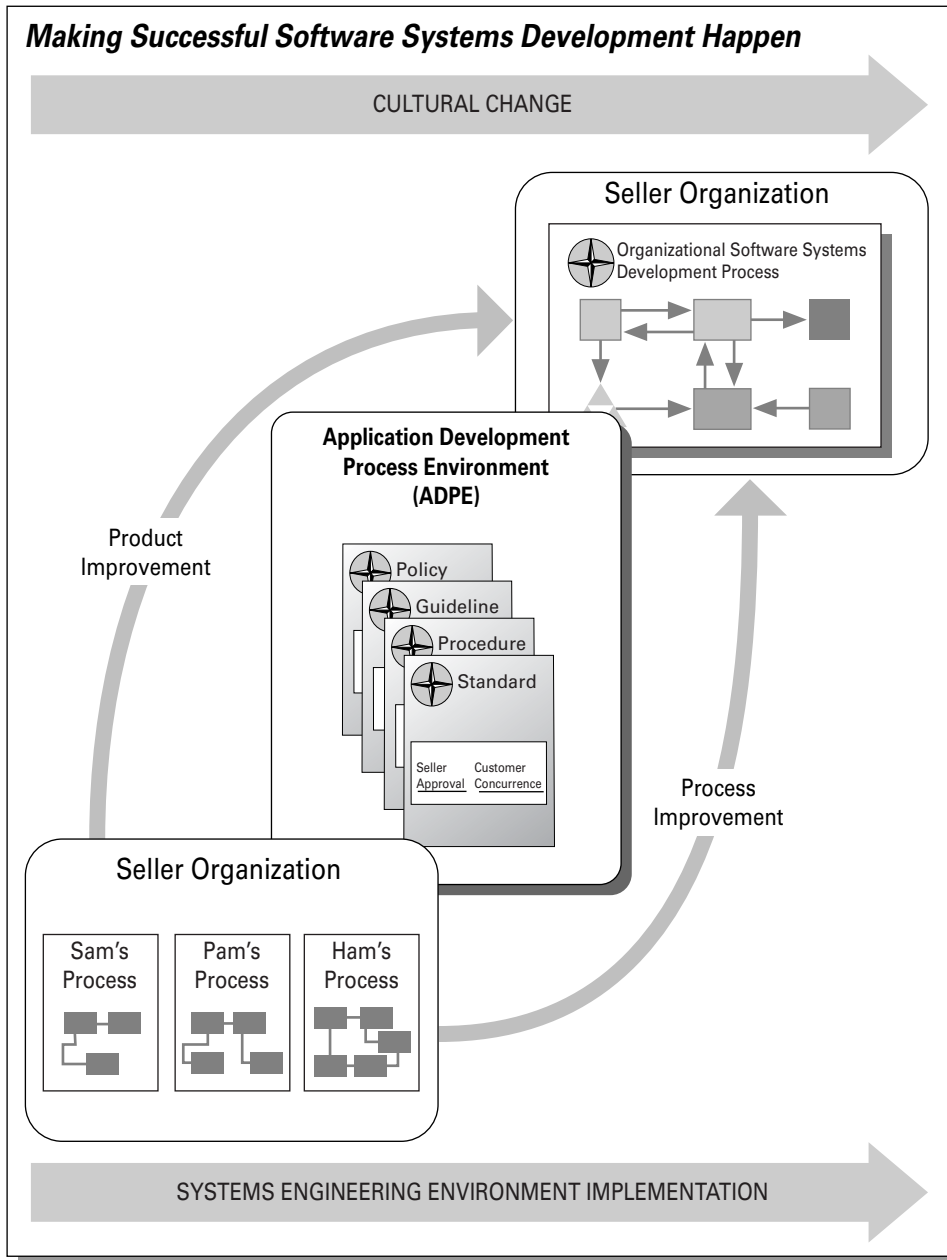 Making Successful Software Systems Development Happen
CULTURAL CHANGE
Seller Organization
Organizational Software Systems
Development Process
Application Development
Process Environment
(ADPE)
Product
Improvement
Policy
Guideline
Procedure
Standard
Seller
Approval
Customer
Concurrence
Process
Improvement
Seller Organization
Sam's
Process
Pam's
Process
Ham's
Process
SYSTEMS ENGINEERING ENVIRONMENT IMPLEMENTATION